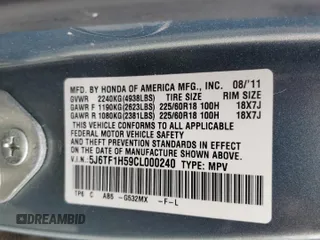 MFD. BY HONDA OF AMERICA MFG., INC. 08/'11
GVWR 2240KG(4938LBS) TIRE SIZE RIM SIZE
GAWR F 1190KG(2623LBS) 225/60R18 100H 18X7J
GAWR R 1080KG(2381LBS) 225/60R18 100H 18X7J
THIS VEHICLE CONFORMS TO ALL APPLICABLE
FEDERAL MOTOR VEHICLE SAFETY AND THEFT
PREVENTION STANDARDS IN EFFECT ON THE DATE
OF MANUFACTURE SHOWN ABOVE.
V.I.N.: 5J6TF1H59CL000240 TYPE: MPV
TYPE C AB5 -G532MX -F-L
DREAMBID